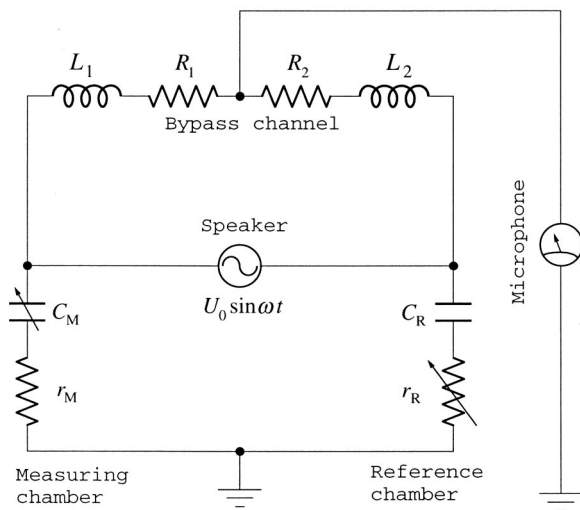 L1 R1 R2 L2
Bypass channel
Speaker
U0 sinωt
CM CR
rM rR
Measuring
chamber
Reference
chamber
Microphone